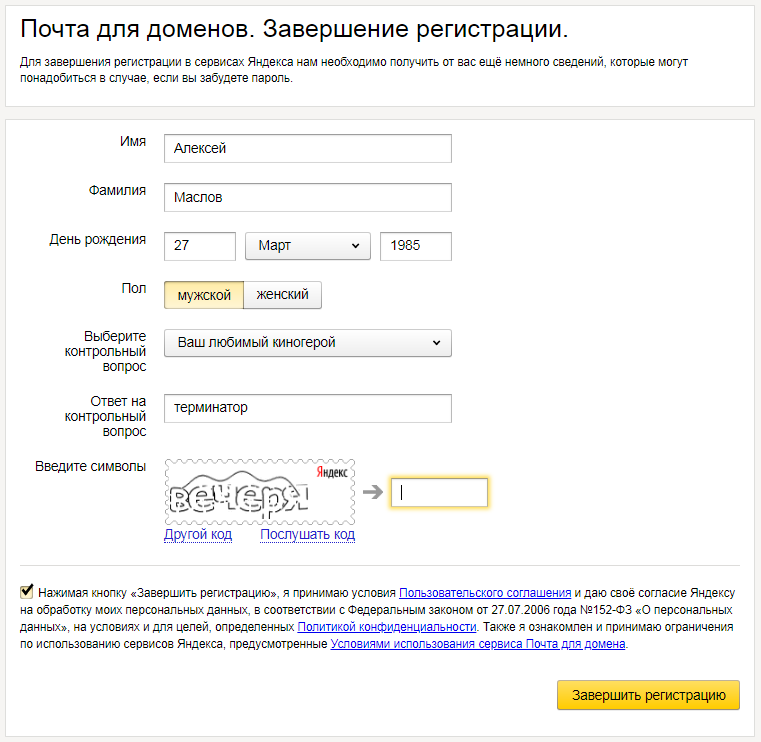 Почта для доменов. Завершение регистрации.
Для завершения регистрации в сервисах Яндекса нам необходимо получить от вас ещё немного сведений, которые могут
понадобиться в случае, если вы забудете пароль.
Имя
Алексей
Фамилия
Маслов
День рождения
27
Март
1985
Пол
мужской
женский
Выберите
контрольный
вопрос
Ваш любимый киногерой
Ответ на
контрольный
вопрос
терминатор
Введите символы
Яндекс
вечеря
Другой код
Послушать код
Нажимая кнопку «Завершить регистрацию», я принимаю условия Пользовательского соглашения и даю своё согласие Яндексу
на обработку моих персональных данных, в соответствии с Федеральным законом от 27.07.2006 года №152-ФЗ «О персональных
данных», на условиях и для целей, определенных Политикой конфиденциальности. Также я ознакомлен и принимаю ограничения
по использованию сервисов Яндекса, предусмотренные Условиями использования сервиса Почта для домена.
Завершить регистрацию